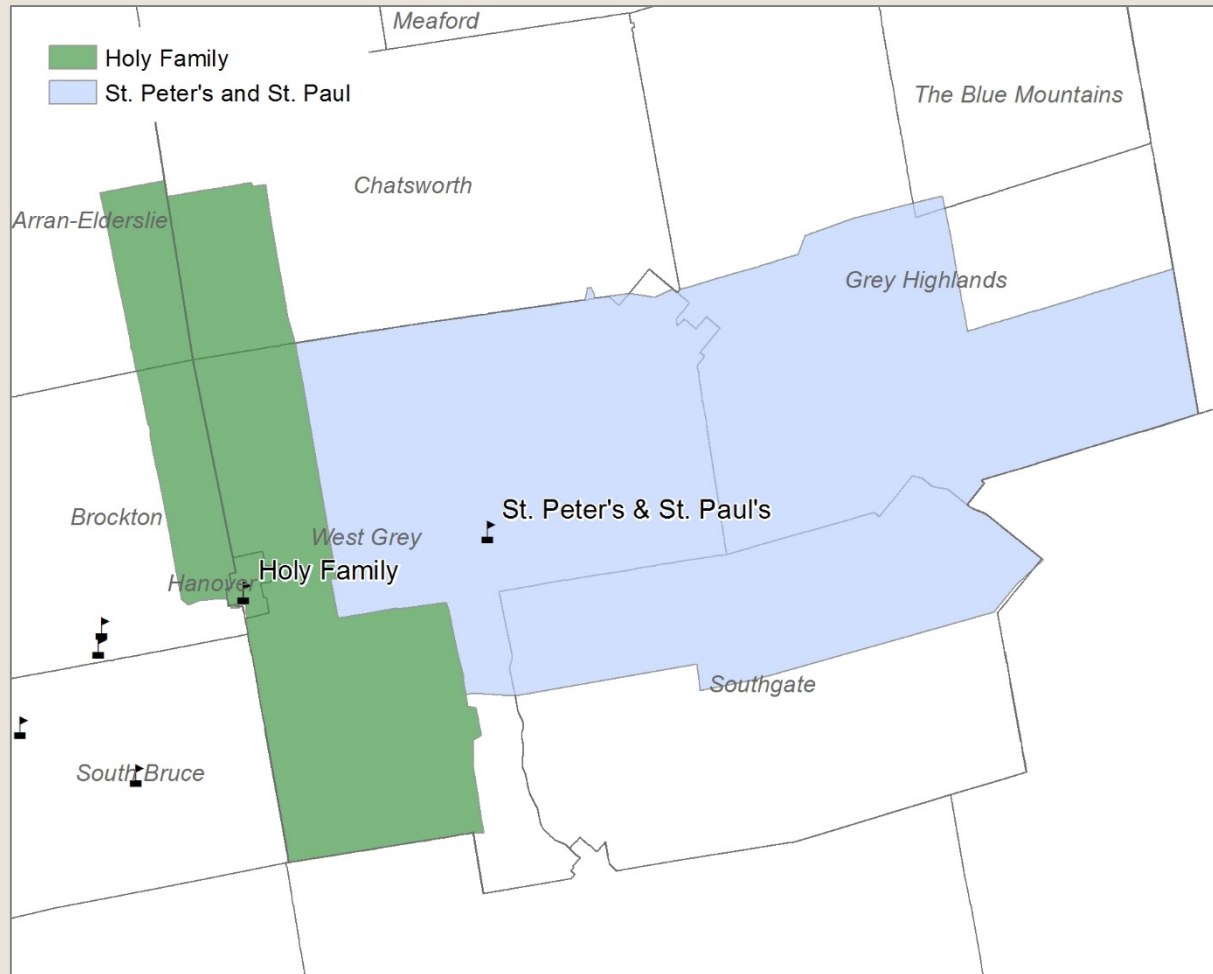 Meaford
Holy Family
St. Peter's and St. Paul
The Blue Mountains
Chatsworth
Arran-Elderslie
Grey Highlands
St. Peter's & St. Paul's
Brockton
West Grey
Holy Family
Hanover
Southgate
South Bruce